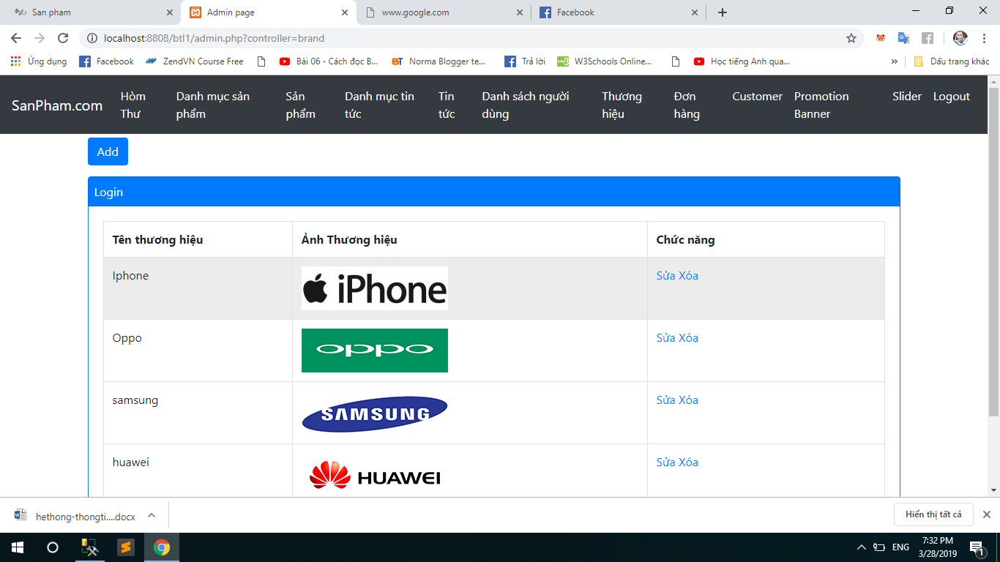 San pham
Admin page
www.google.com
Facebook
localhost:8808/btl1/admin.php?controller=brand
Ứng dụng
Facebook
ZendVN Course Free
Bài 06 - Cách đọc B...
Norma Blogger te...
Trả lời
W3Schools Online...
Học tiếng Anh qua...
»
Dấu trang khác
SanPham.com
Hòm
Thư
Danh mục sản
phẩm
Sản
phẩm
Danh mục tin
tức
Tin
tức
Danh sách người
dùng
Thương
hiệu
Đơn
hàng
Customer
Promotion
Banner
Slider
Logout
Add
Login
Tên thương hiệu
Ảnh Thương hiệu
Chức năng
Iphone
iPhone
Sửa Xóa
Oppo
oppo
Sửa Xóa
samsung
SAMSUNG
Sửa Xóa
huawei
HUAWEI
Sửa Xóa
hethong-thongti....docx
Hiển thị tất cả
ENG
7:32 PM
3/28/2019
1